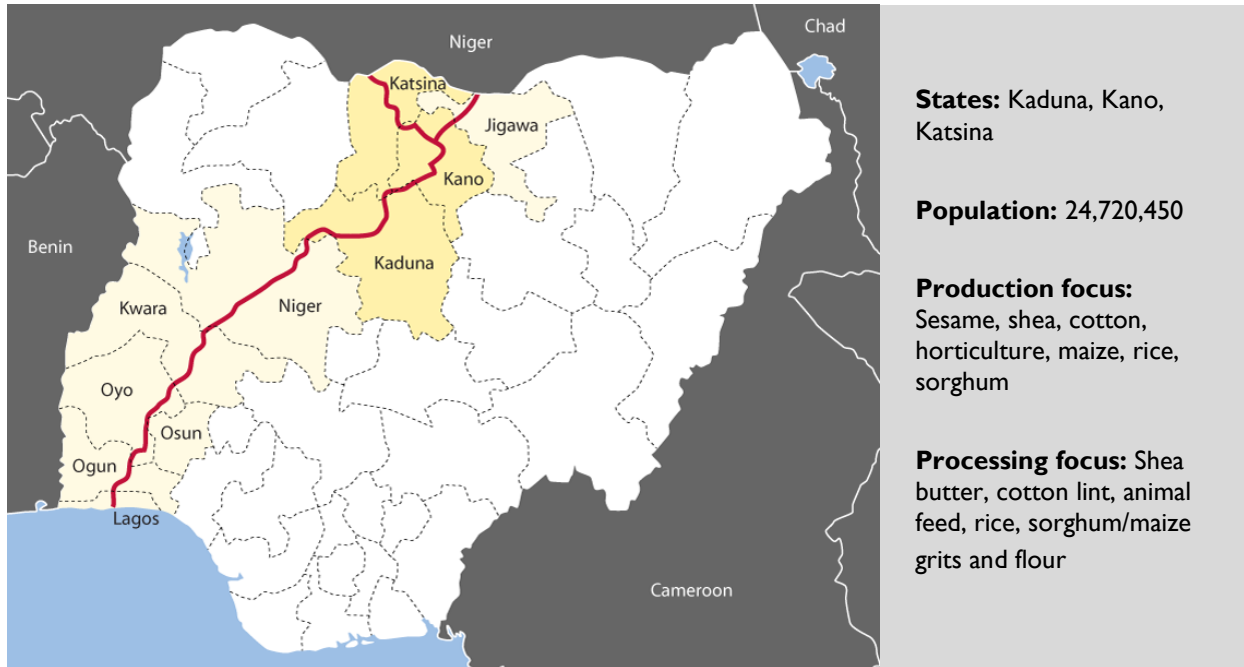 Niger
Chad
Katsina
Jigawa
Kano
Benin
Kaduna
Niger
Kwara
Oyo
Osun
Ogun
Lagos
Cameroon
States: Kaduna, Kano,
Katsina
Population: 24,720,450
Production focus:
Sesame, shea, cotton,
horticulture, maize, rice,
sorghum
Processing focus: Shea
butter, cotton lint, animal
feed, rice, sorghum/maize
grits and flour